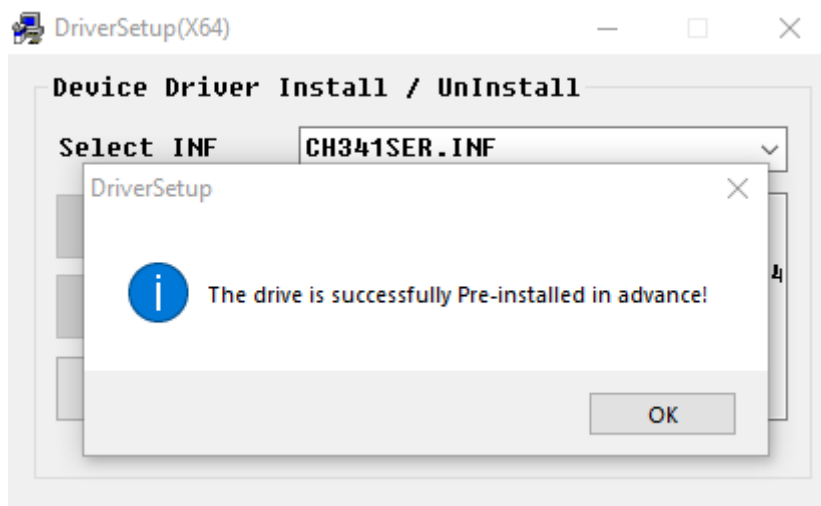 DriverSetup(X64)
Device Driver Install / UnInstall
Select INF
CH341SER.INF
DriverSetup
4
The drive is successfully Pre-installed in advance!
OK